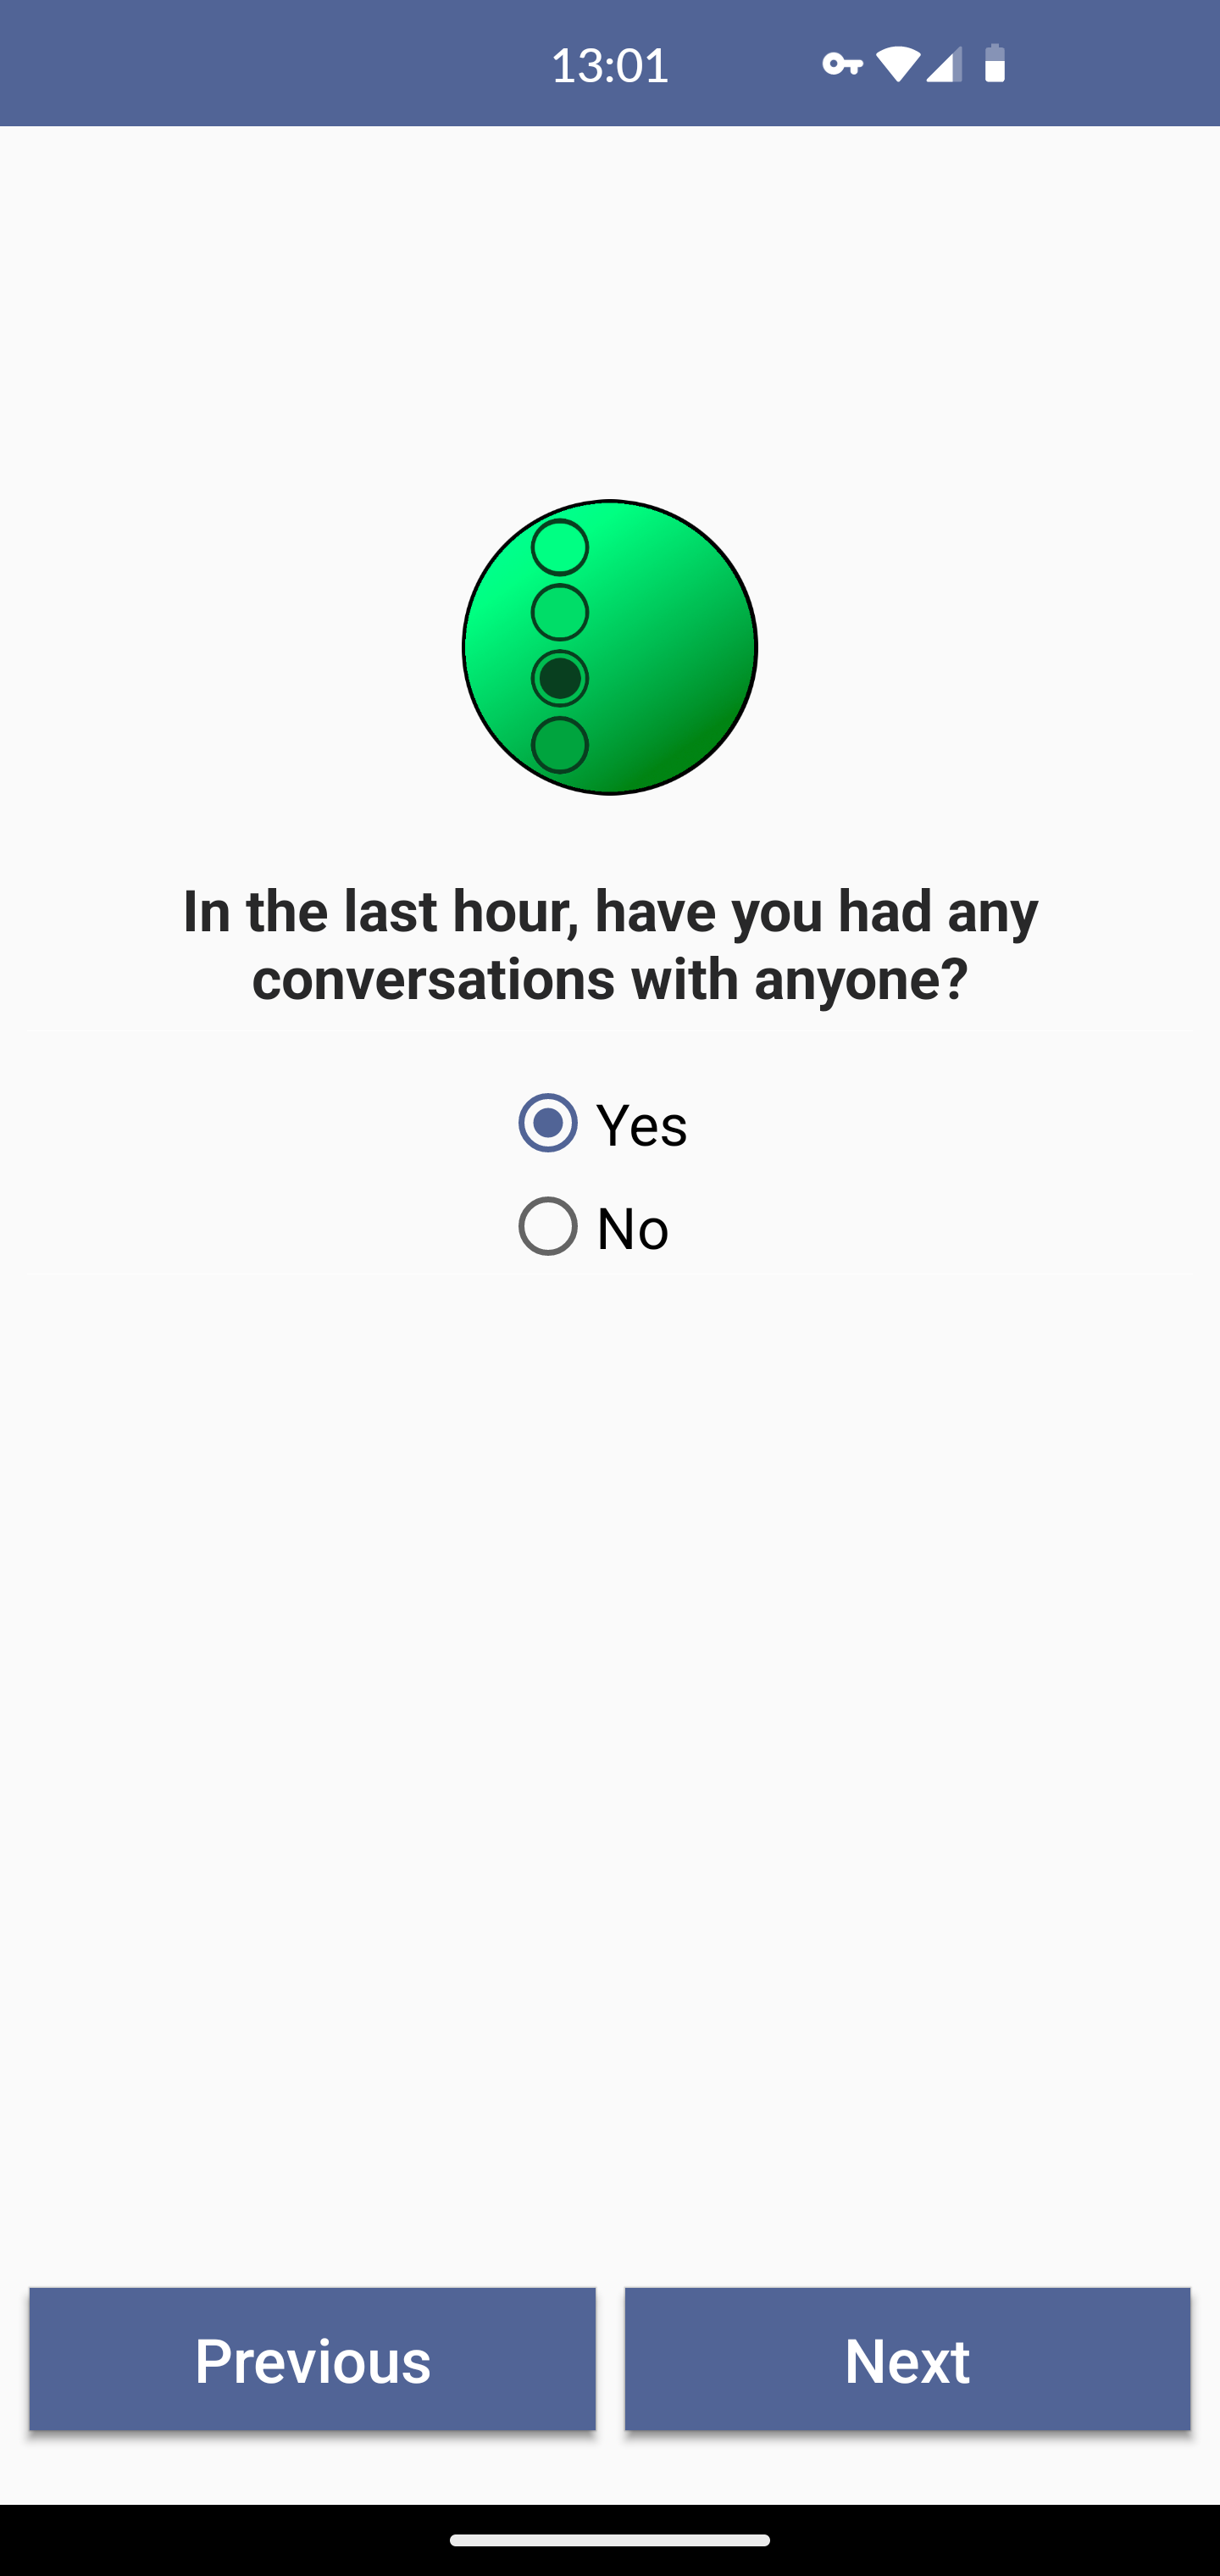 13:01
In the last hour, have you had any
conversations with anyone?
Yes
No
Previous
Next